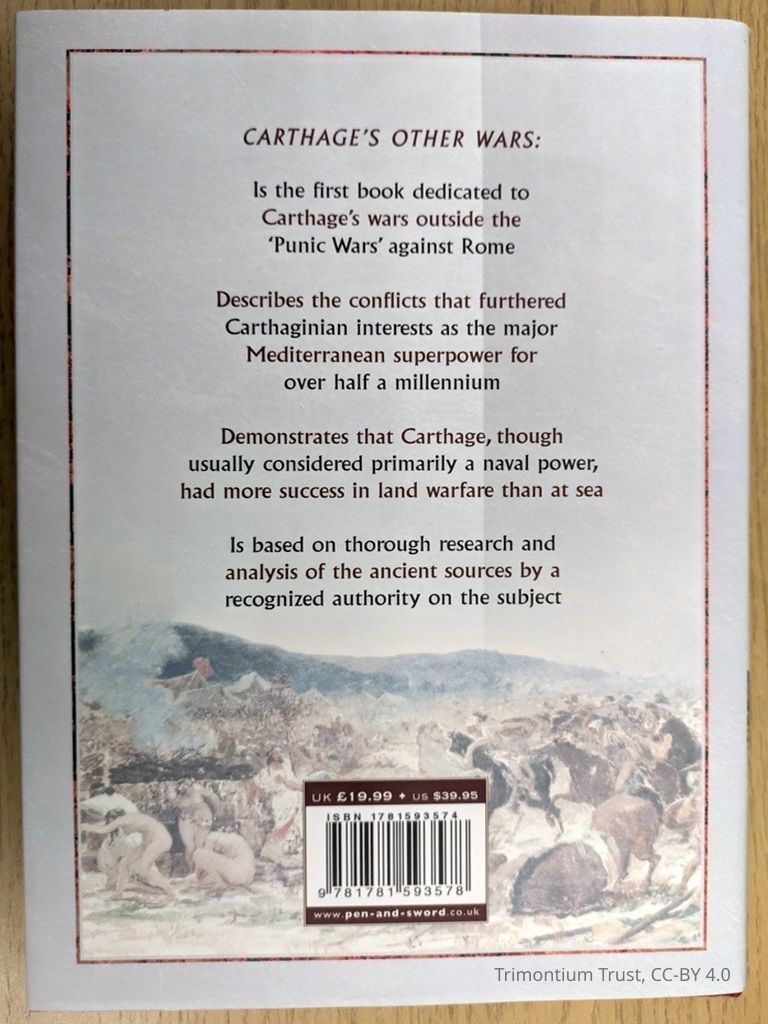 CARTHAGE'S OTHER WARS:
Is the first book dedicated to
Carthage's wars outside the
'Punic Wars' against Rome
Describes the conflicts that furthered
Carthaginian interests as the major
Mediterranean superpower for
over half a millennium
Demonstrates that Carthage, though
usually considered primarily a naval power,
had more success in land warfare than at sea
Is based on thorough research and
analysis of the ancient sources by a
recognized authority on the subject
UK £19.99 • US $39.95
ISBN 1781593574
9 781781 593578
www.pen-and-sword.co.uk
Trimontium Trust, CC-BY 4.0